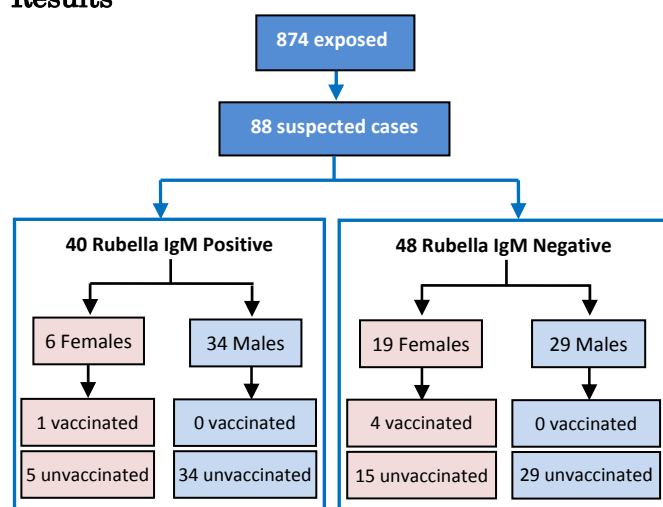 Results
874 exposed
88 suspected cases
40 Rubella IgM Positive
6 Females
34 Males
1 vaccinated
0 vaccinated
5 unvaccinated
34 unvaccinated
48 Rubella IgM Negative
19 Females
29 Males
4 vaccinated
0 vaccinated
15 unvaccinated
29 unvaccinated